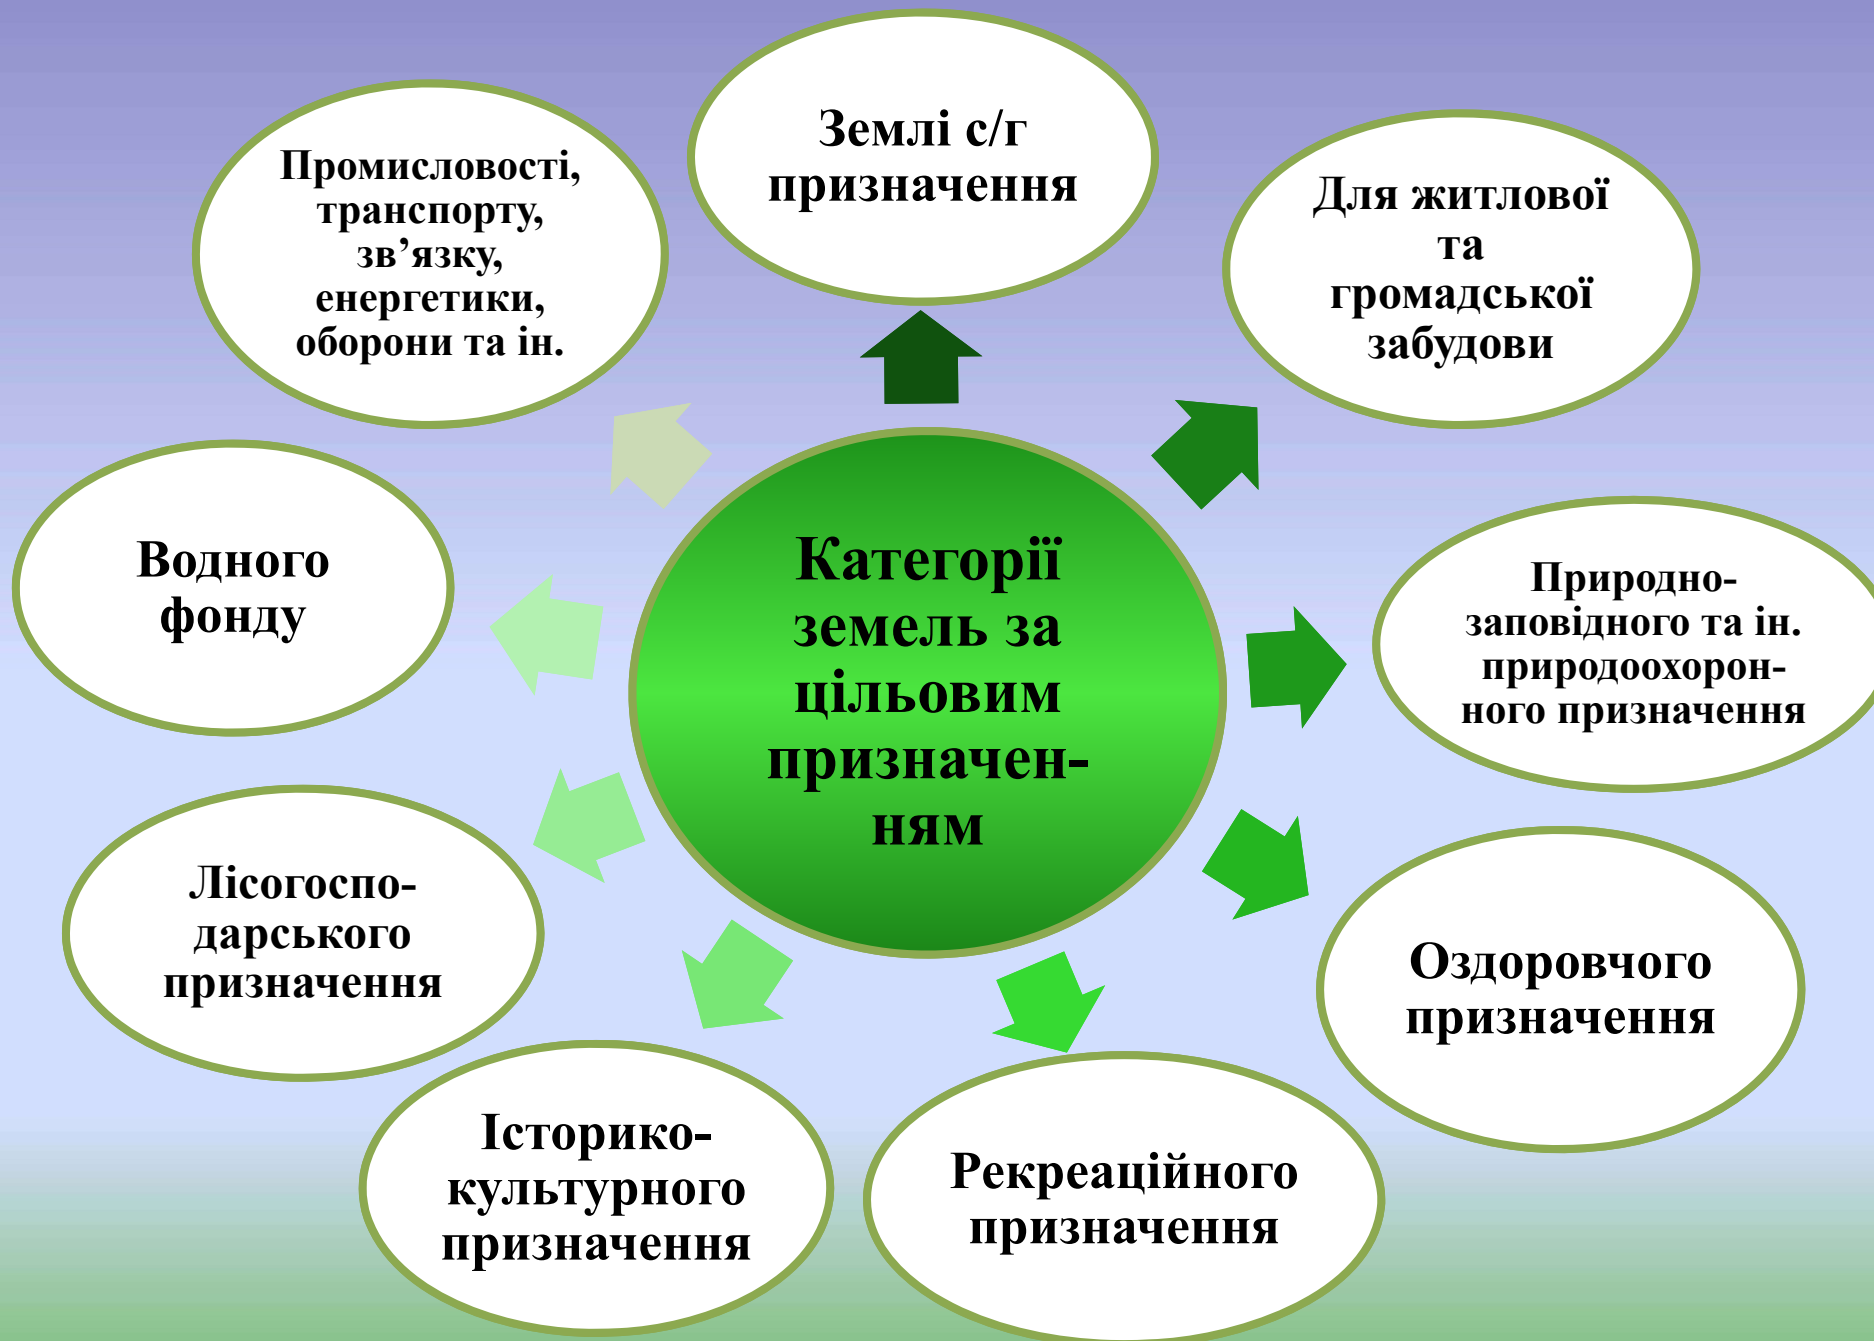 Землі с/г
призначення
Для житлової
та
громадської
забудови
Природно-
заповідного та ін.
природоохорон-
ного призначення
Оздоровчого
призначення
Рекреаційного
призначення
Історико-
культурного
призначення
Лісогоспо-
дарського
призначення
Водного
фонду
Промисловості,
транспорту,
зв’язку,
енергетики,
оборони та ін.
Категорії
земель за
цільовим
призначен-
ням